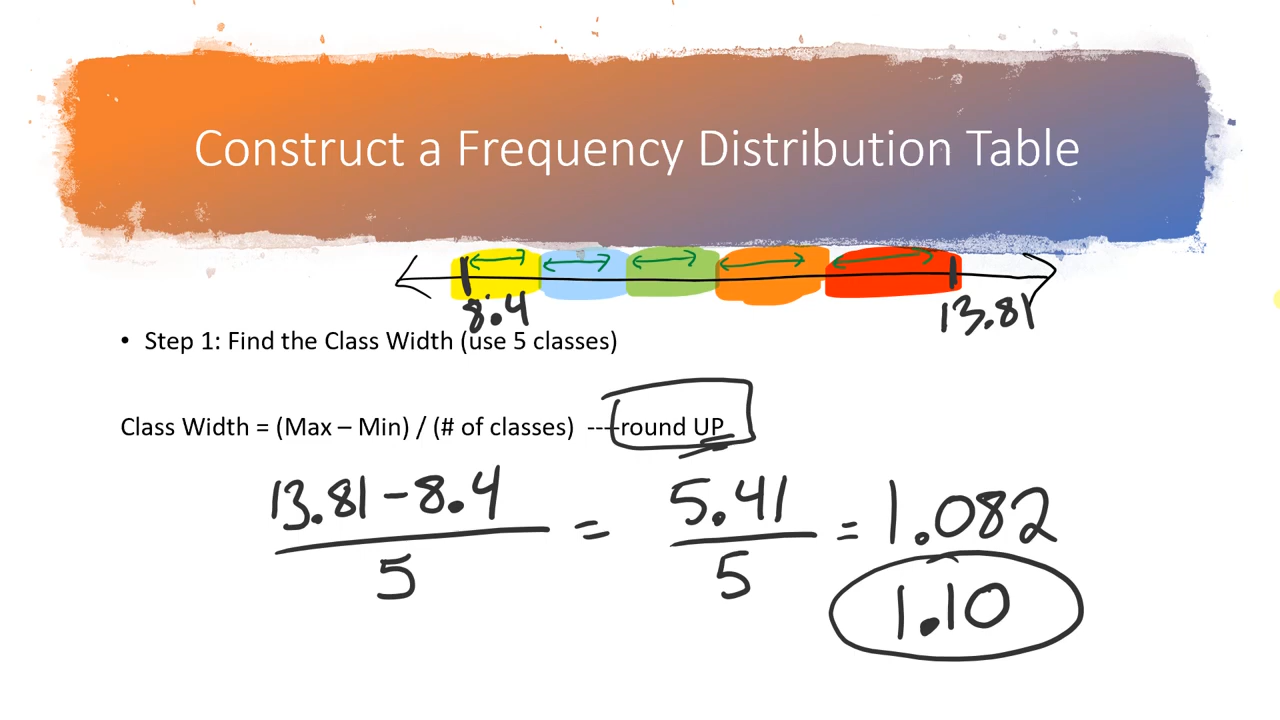 Construct a Frequency Distribution Table
8.4 13.81
• Step 1: Find the Class Width (use 5 classes)
Class Width = (Max – Min) / (# of classes) ----round UP
13.81 - 8.4 / 5 = 5.41 / 5 = 1.082
1.10